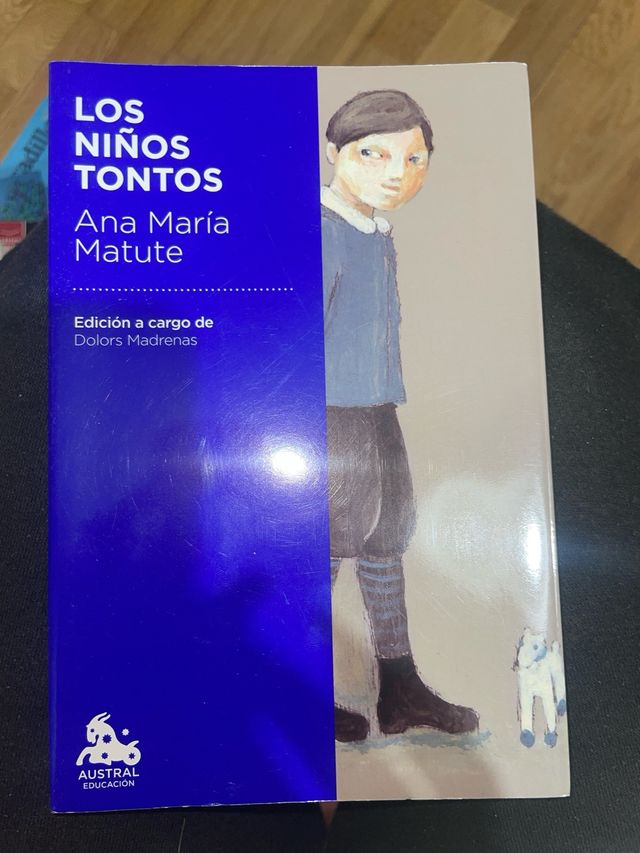 LOS
NIÑOS
TONTOS
Ana María
Matute
Edición a cargo de
Dolors Madrenas
AUSTRAL
EDUCACIÓN